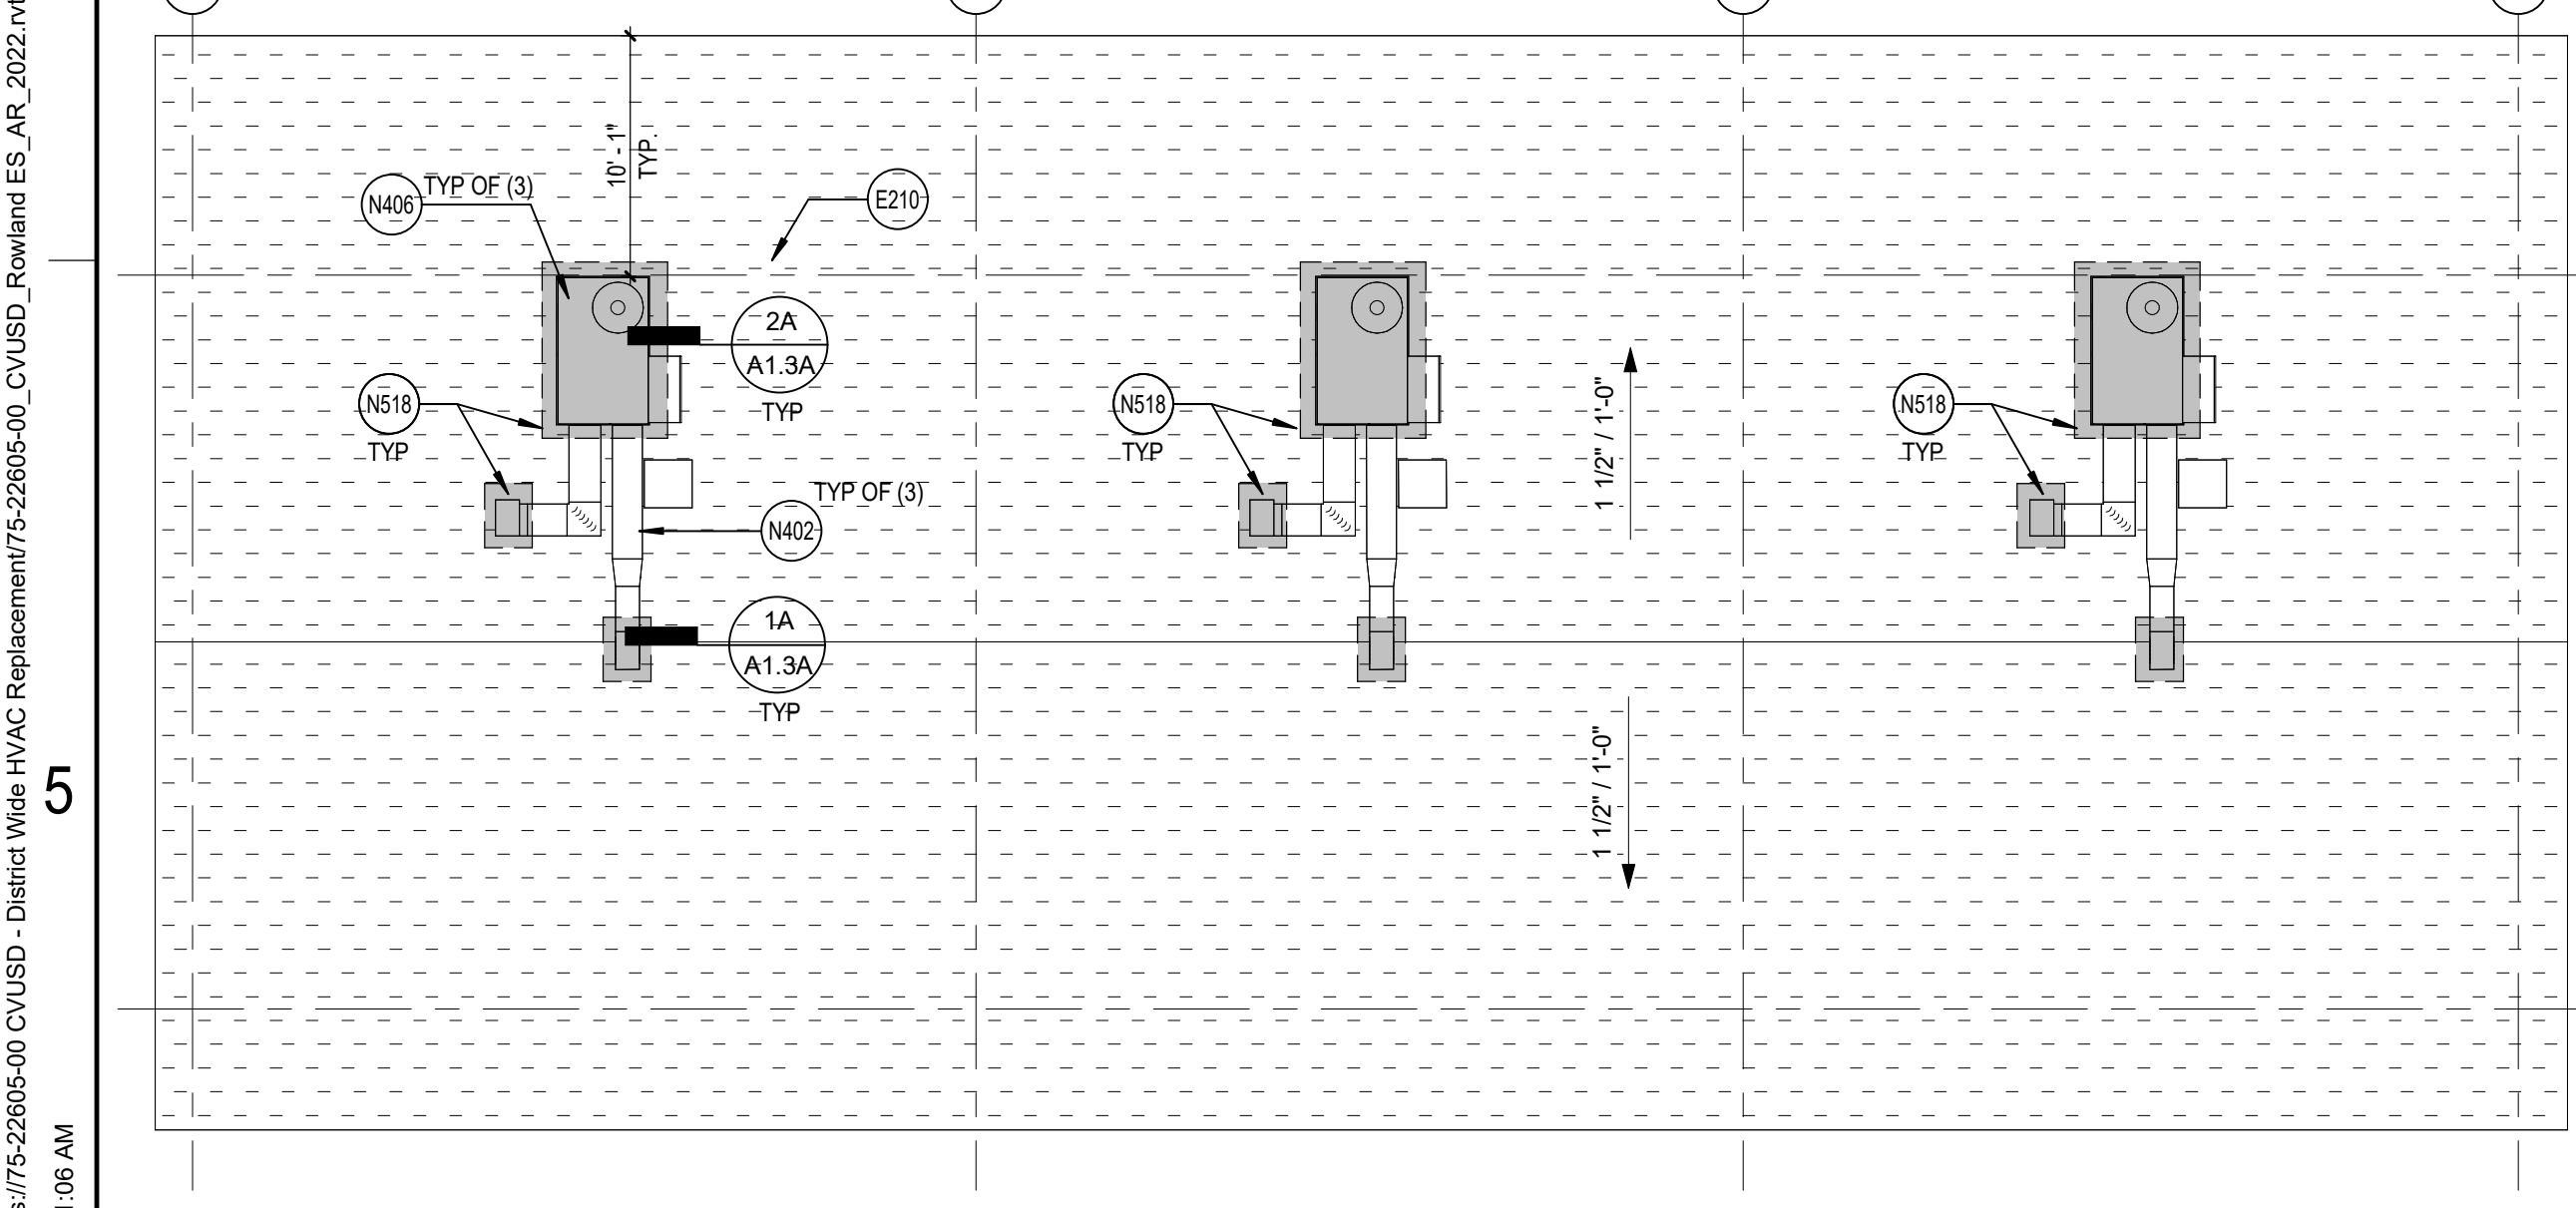 s://75-22605-00 CVUSD - District Wide HVAC Replacement/75-22605-00_CVUSD_Rowland ES_AR_2022.rvt
:06 AM
5
10' - 1"
TYP.
N406
TYP OF (3)
E210
2A
A1.3A
TYP
N518
TYP
N518
TYP
N518
TYP
1 1/2" / 1'-0"
TYP OF (3)
N402
1A
A1.3A
TYP
1 1/2" / 1'-0"